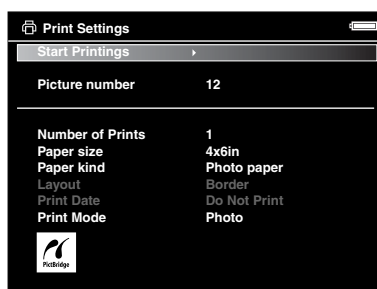 Print Settings
Start Printings
Picture number 12
Number of Prints 1
Paper size 4x6in
Paper kind Photo paper
Layout Border
Print Date Do Not Print
Print Mode Photo
PictBridge